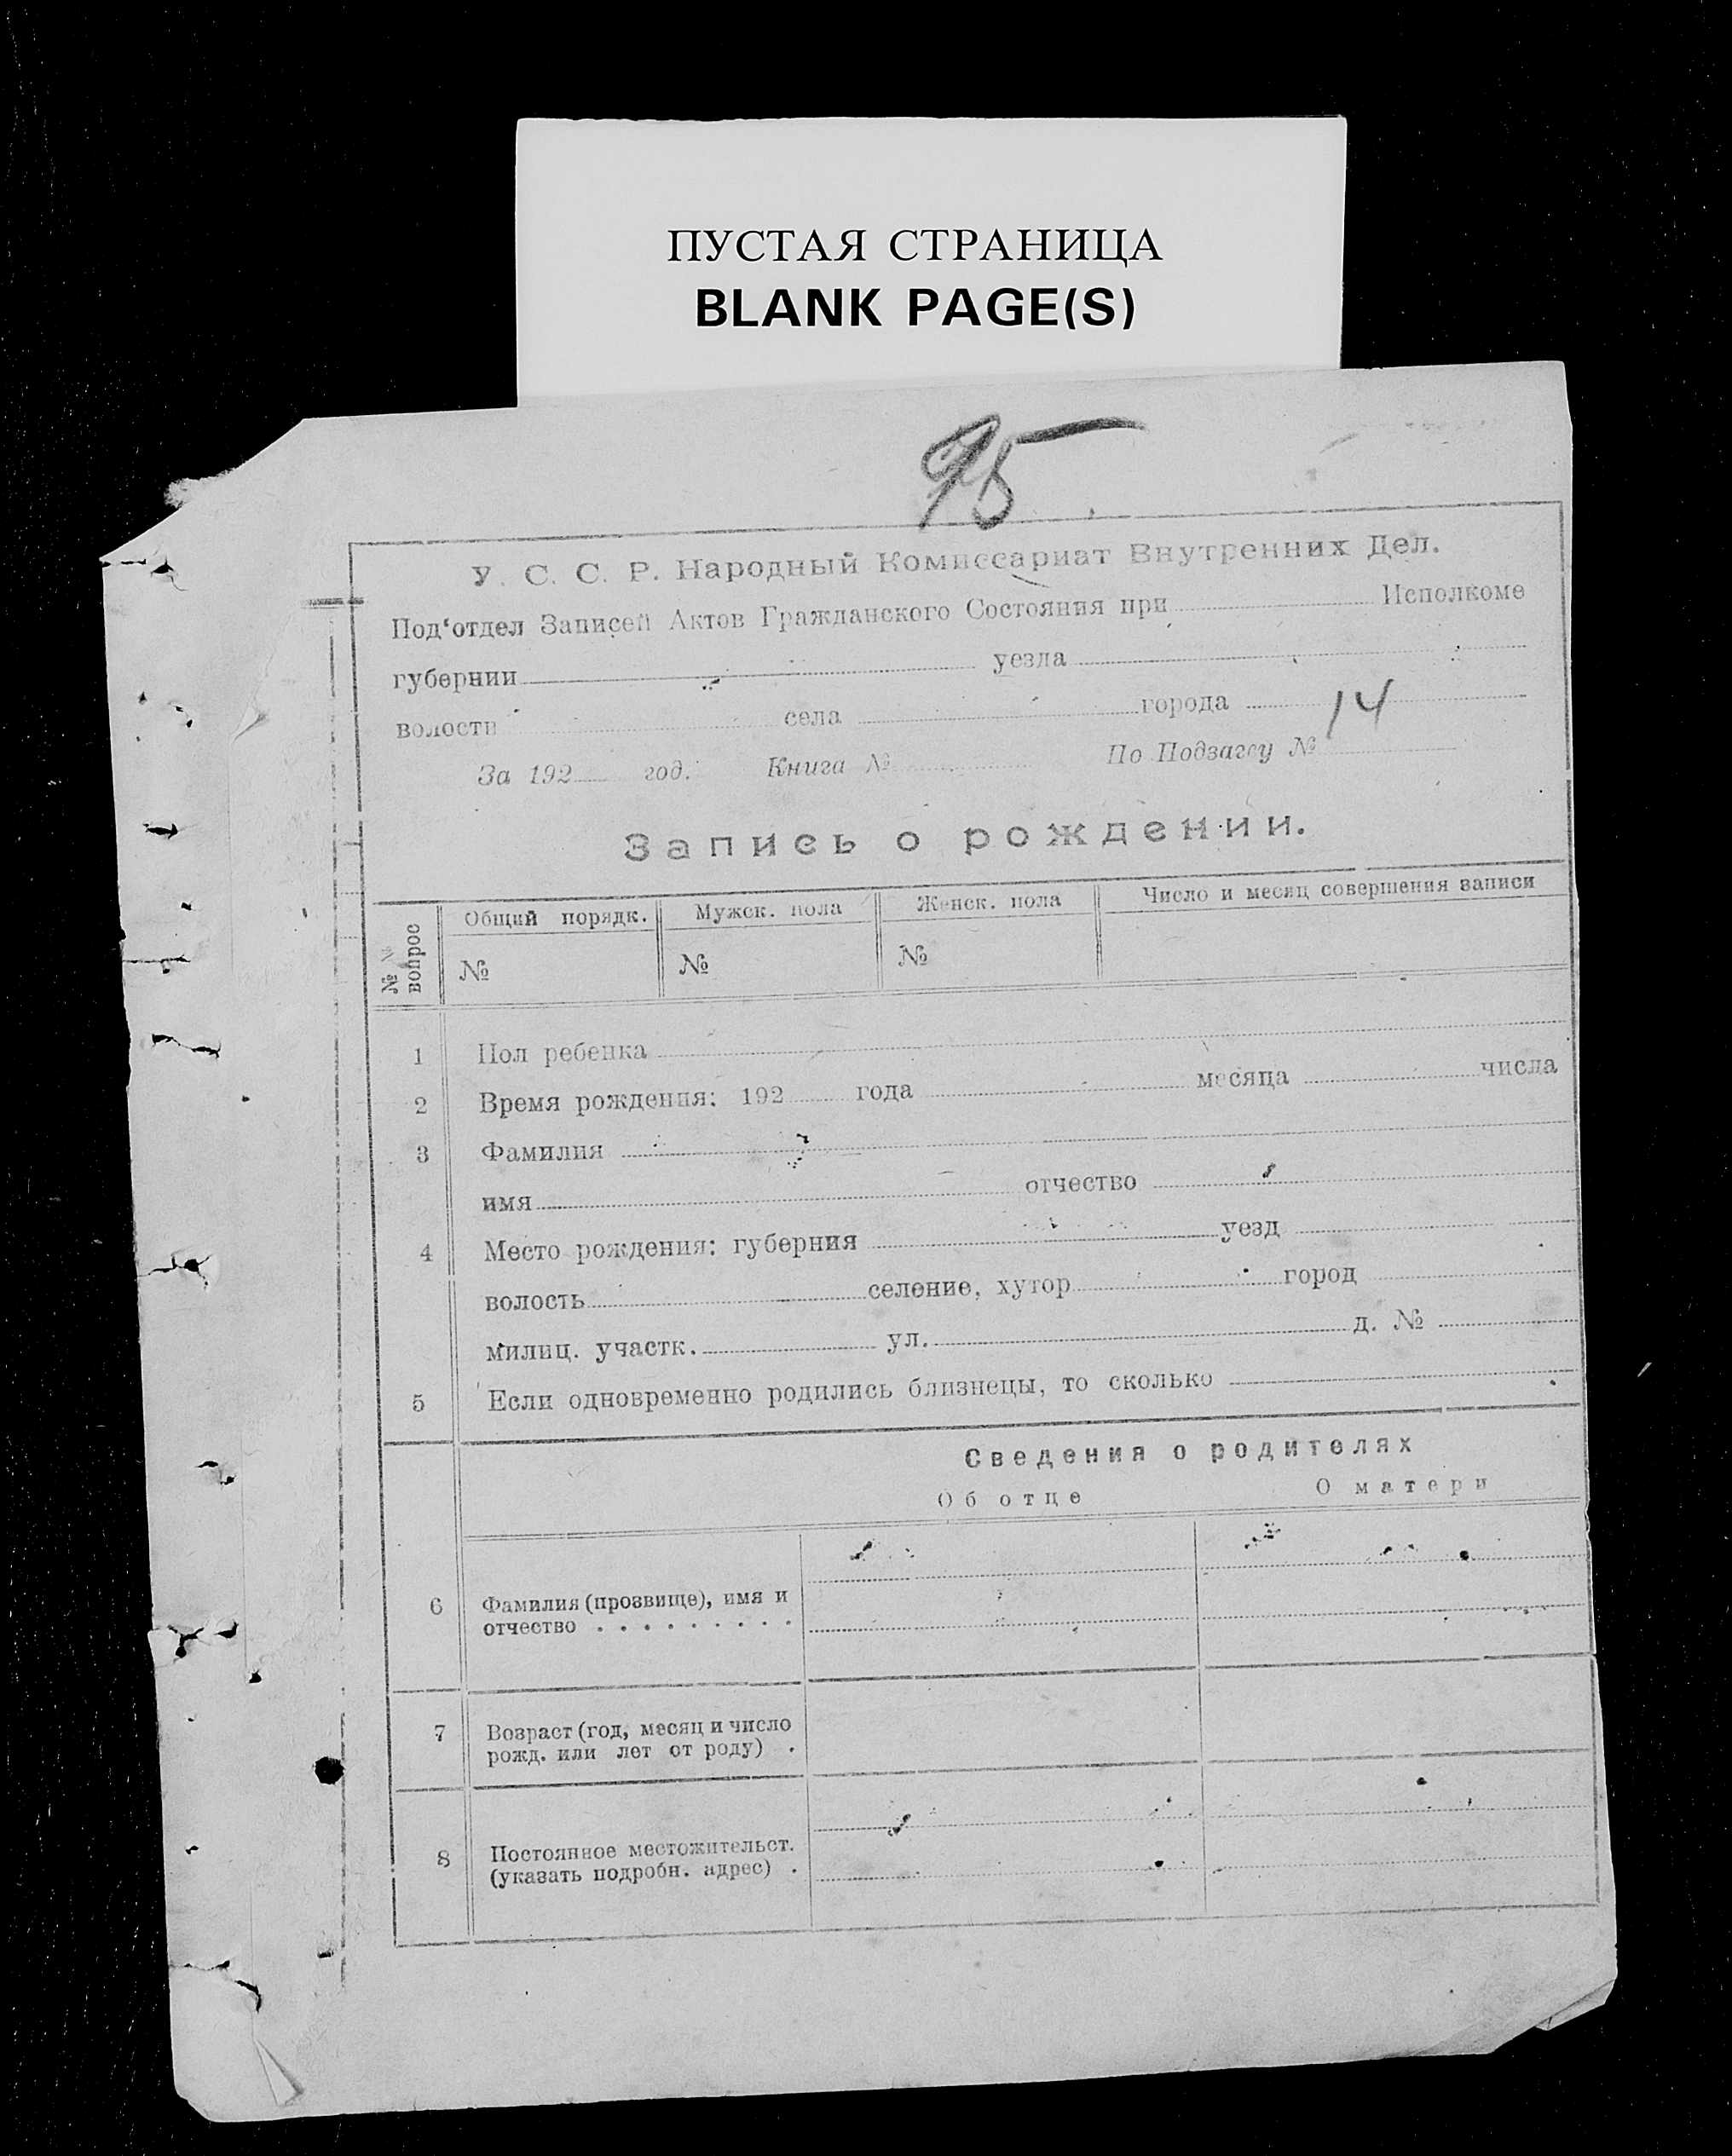 ПУСТАЯ СТРАНИЦА
BLANK PAGE(S)
95
У. С. С. Р. Народный Комиссариат Внутренних Дел.
Под‘отдел Записей Актов Гражданского Состояния при Исполкоме
губернии уезла
волости села города 14
За 192 год. Книга № По Подзагсу №
Запись о рождении.
№ № вопрос Общий порядк. Мужск. пола Женск. пола Число и месяц совершения записи
№ № №
1 Пол ребенка
2 Время рождения: 192 года месяца числа
3 Фамилия
имя отчество
4 Место рождения: губерния уезд
волость селение, хутор город
милиц. участк. ул. д. №
5 Если одновременно родились близнецы, то сколько
Сведения о родителях
Об отце О матери
6 Фамилия (прозвище), имя и
отчество . . . . . . . . .
7 Возраст (год, месяц и число
рожд. или лет от роду) .
8 Постоянное местожительст.
(указать подробн. адрес) .